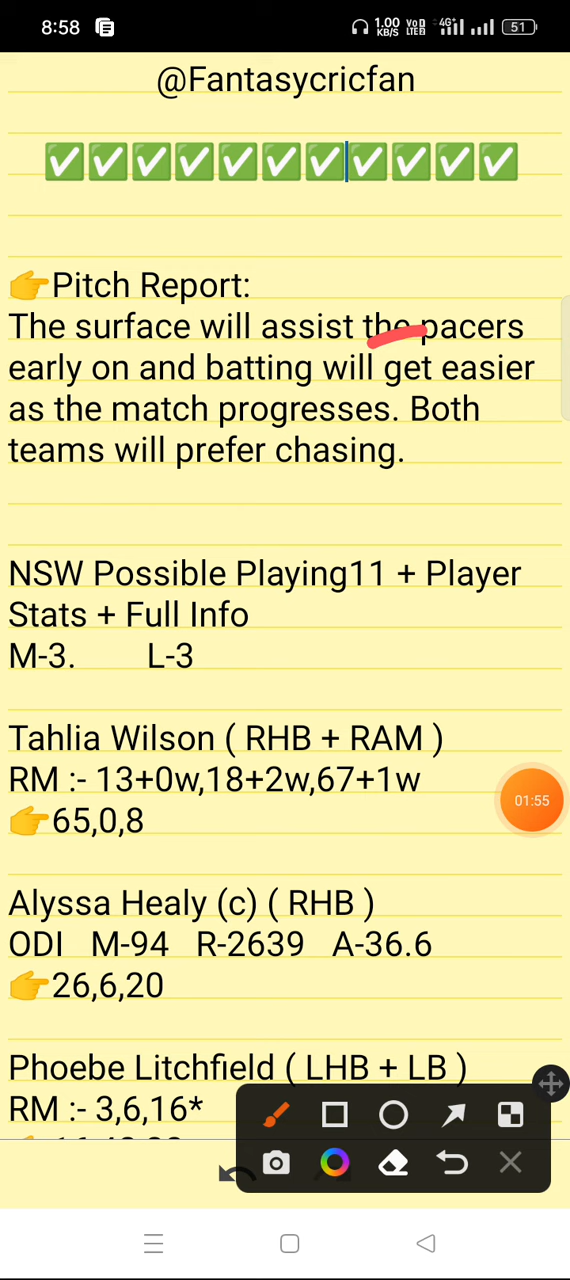 8:58
1.00 KB/S VoD LTE2 4G+ 51
@Fantasycricfan
✅✅✅✅✅✅✅✅✅✅✅
👉Pitch Report:
The surface will assist the pacers
early on and batting will get easier
as the match progresses. Both
teams will prefer chasing.
NSW Possible Playing11 + Player
Stats + Full Info
M-3. L-3
Tahlia Wilson ( RHB + RAM )
RM :- 13+0w,18+2w,67+1w
👉65,0,8
01:55
Alyssa Healy (c) ( RHB )
ODI M-94 R-2639 A-36.6
👉26,6,20
Phoebe Litchfield ( LHB + LB )
RM :- 3,6,16*